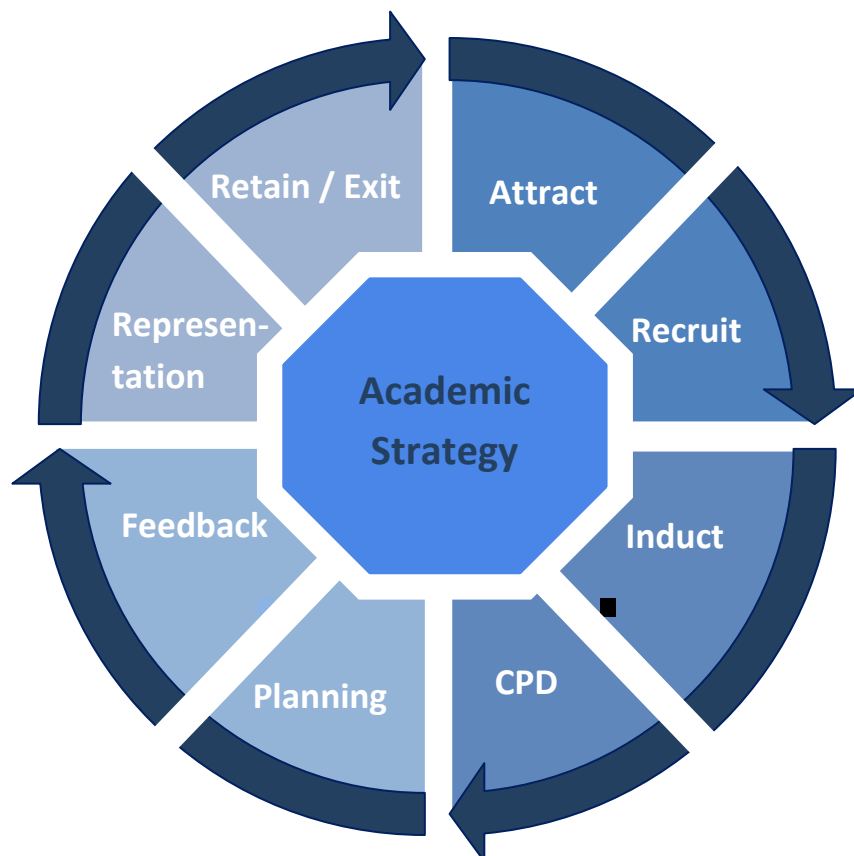 Retain / Exit
Attract
Represen-
tation
Recruit
Academic
Strategy
Feedback
Induct
Planning
CPD